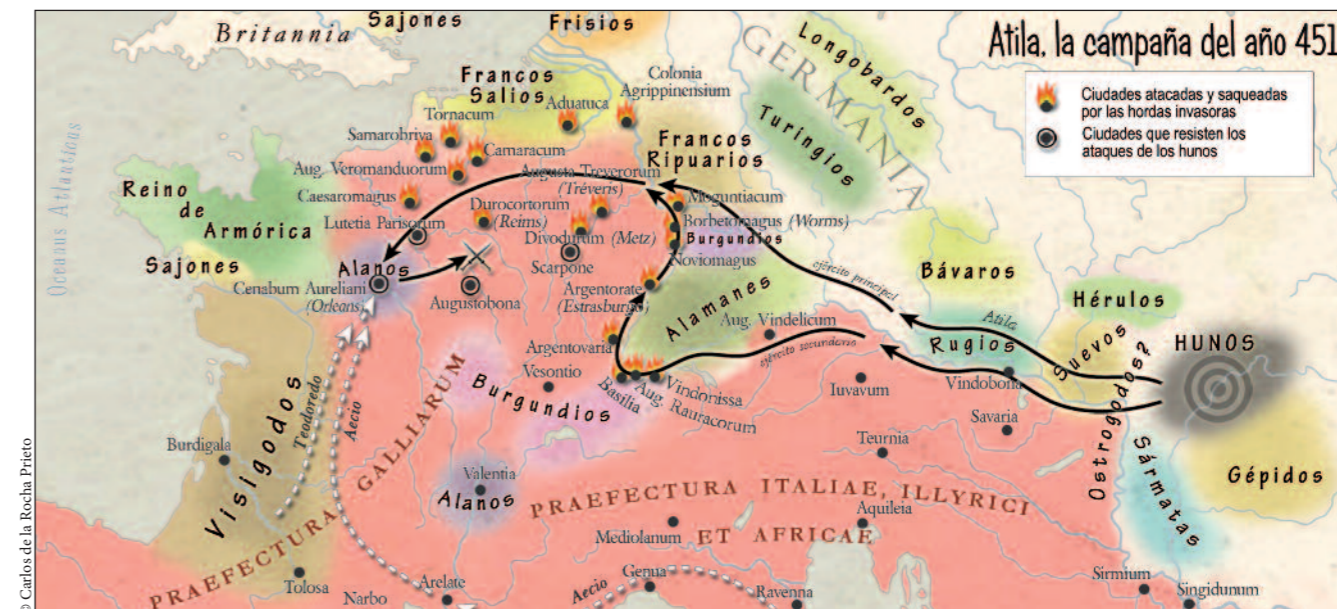 Atila. la campaña del año 451
Ciudades atacadas y saqueadas
por las hordas invasoras
Ciudades que resisten los
ataques de los hunos
Britannia
Sajones
Frisios
GERMANIA
Longobardos
Turingios
Oceanus Atlanticus
Francos
Salios
Aduatuca
Colonia
Agrippinensium
Tornacum
Samarobriva
Camaracum
Francos
Ripuarios
Aug. Veromanduorum
Augusta Treverorum
(Tréveris)
Reino
de
Armórica
Caesaromagus
Durocortorum
(Reims)
Moguntiacum
Lutetia Parisorum
Borbetomagus (Worms)
Divodurum (Metz)
Burgundios
Noviomagus
Sajones
Alanos
Scarpone
Cenabum Aureliani
(Orleans)
Augustobona
Argentorate
(Estrasburgo)
Alamanes
ejército principal
Bávaros
Hérulos
Atila
Rugios
Suevos
HUNOS
Aug. Vindelicum
ejército secundario
Argentovaria
Vesontio
Basilia
Aug. Rauracorum
Vindonissa
Iuvavum
Vindobona
Ostrogodos?
Savaria
Burgundios
Teodoredo
Aecio
Visigodos
Burdigala
Teurnia
Sármatas
Gépidos
Valentia
Alanos
PRAEFECTURA GALLIARUM
PRAEFECTURA ITALIAE, ILLYRICI
ET AFRICAE
Mediolanum
Aquileia
Tolosa
Narbo
Arelate
Aecio
Genua
Ravenna
Sirmium
Singidunum
© Carlos de la Rocha Prieto